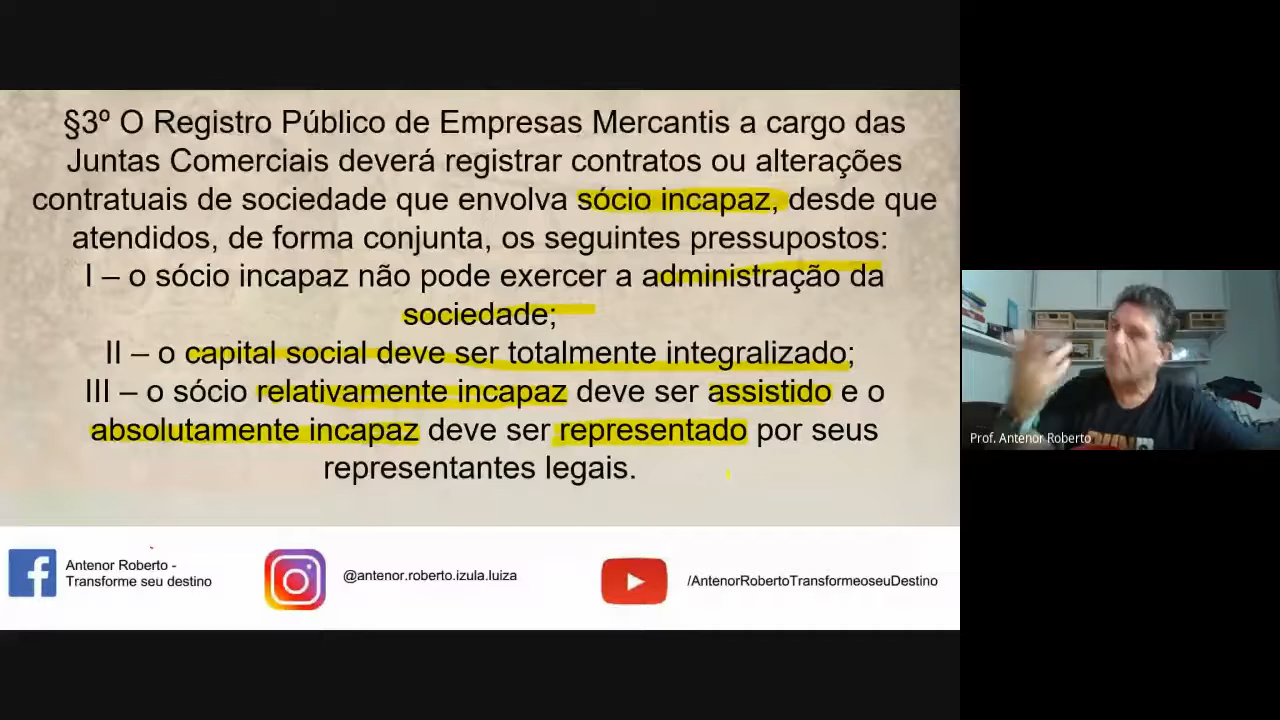 §3º O Registro Público de Empresas Mercantis a cargo das
Juntas Comerciais deverá registrar contratos ou alterações
contratuais de sociedade que envolva sócio incapaz, desde que
atendidos, de forma conjunta, os seguintes pressupostos:
I – o sócio incapaz não pode exercer a administração da
sociedade;
II – o capital social deve ser totalmente integralizado;
III – o sócio relativamente incapaz deve ser assistido e o
absolutamente incapaz deve ser representado por seus
representantes legais.
Prof. Antenor Roberto
Antenor Roberto -
Transforme seu destino
@antenor.roberto.izula.luiza
/AntenorRobertoTransformeoseuDestino